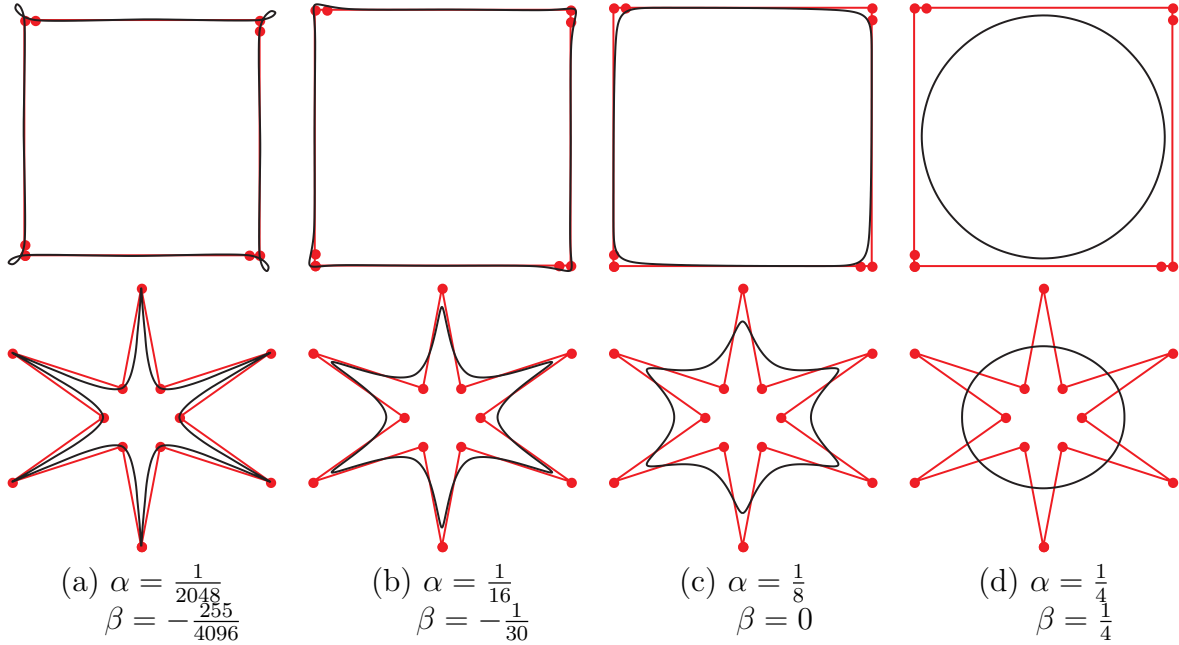 (a) α = 1/2048 (b) α = 1/16 (c) α = 1/8 (d) α = 1/4
β = −255/4096 β = −1/30 β = 0 β = 1/4